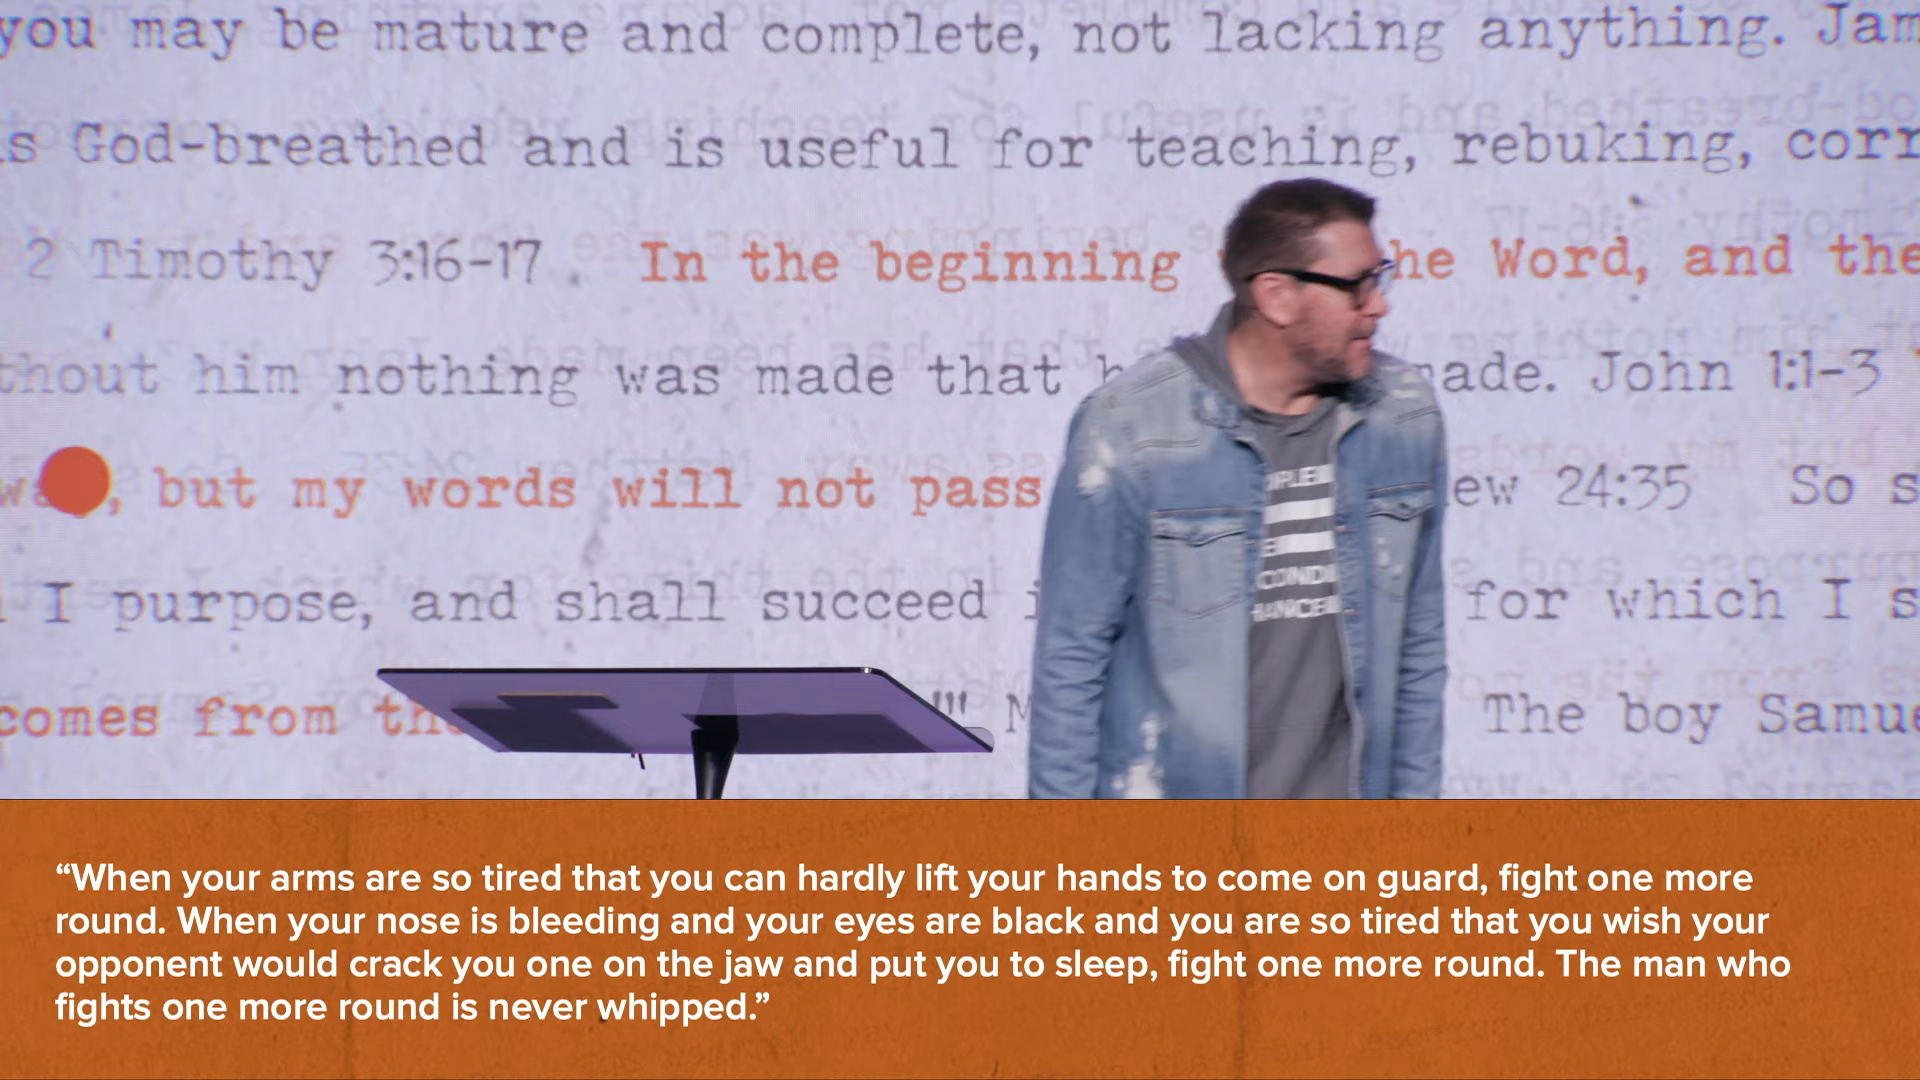 you may be mature and complete, not lacking anything. Jam
is God-breathed and is useful for teaching, rebuking, corr
2 Timothy 3:16-17. In the beginning he Word, and the
thout him nothing was made that h ade. John 1:1-3
wa , but my words will not pass ew 24:35 So s
I purpose, and shall succeed i for which I s
comes from th "'" M The boy Samue
CONDI
“When your arms are so tired that you can hardly lift your hands to come on guard, fight one more
round. When your nose is bleeding and your eyes are black and you are so tired that you wish your
opponent would crack you one on the jaw and put you to sleep, fight one more round. The man who
fights one more round is never whipped.”